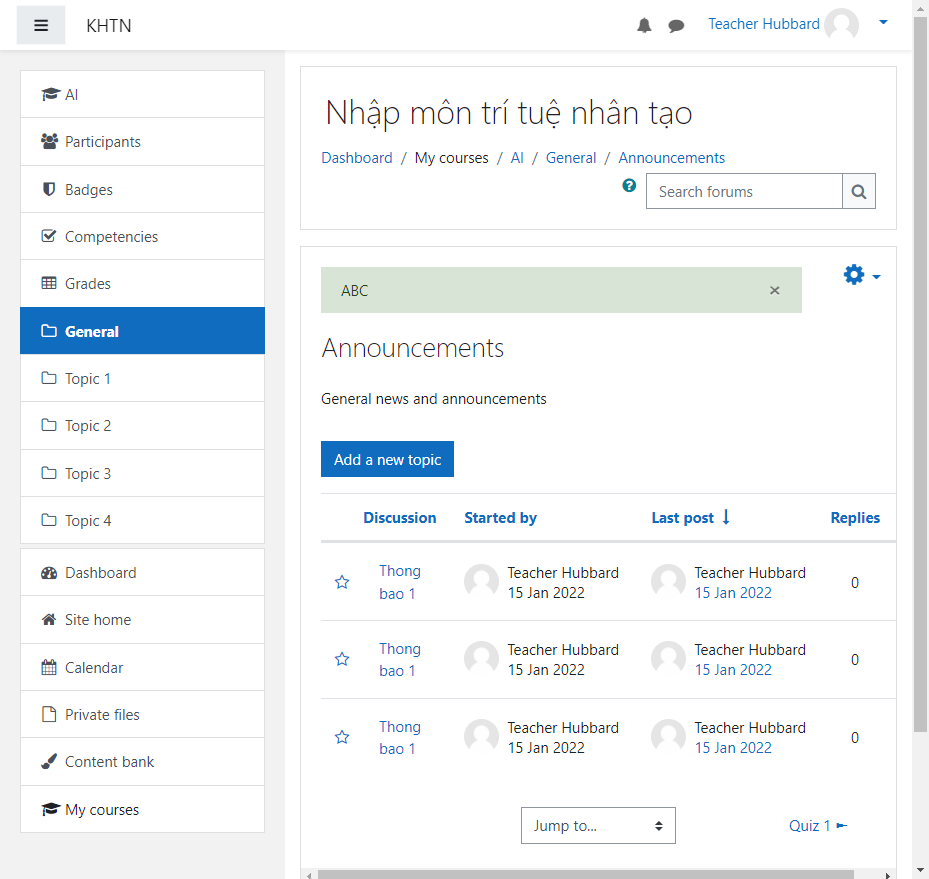 KHTN
Teacher Hubbard
AI
Participants
Badges
Competencies
Grades
General
Topic 1
Topic 2
Topic 3
Topic 4
Dashboard
Site home
Calendar
Private files
Content bank
My courses
Nhập môn trí tuệ nhân tạo
Dashboard / My courses / AI / General / Announcements
Search forums
ABC ×
Announcements
General news and announcements
Add a new topic
Discussion Started by Last post ↓ Replies
Thong bao 1
Teacher Hubbard
15 Jan 2022
Teacher Hubbard
15 Jan 2022
0
Thong bao 1
Teacher Hubbard
15 Jan 2022
Teacher Hubbard
15 Jan 2022
0
Thong bao 1
Teacher Hubbard
15 Jan 2022
Teacher Hubbard
15 Jan 2022
0
Jump to...
Quiz 1 ►